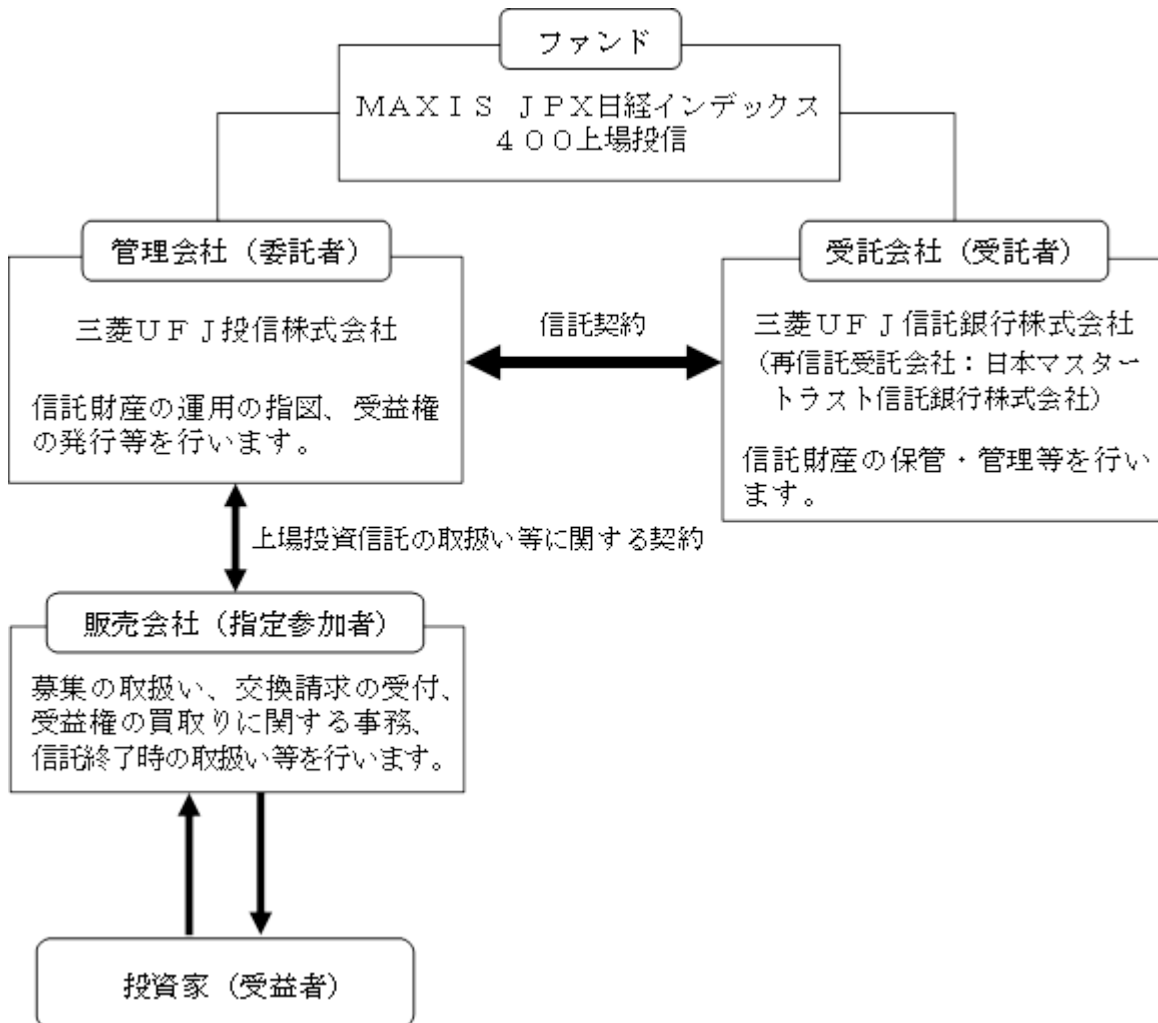 ファンド
ＭＡＸＩＳ ＪＰＸ日経インデックス
４００上場投信
管理会社（委託者）
三菱ＵＦＪ投信株式会社
信託財産の運用の指図、受益権
の発行等を行います。
信託契約
受託会社（受託者）
三菱ＵＦＪ信託銀行株式会社
（再信託受託会社：日本マスター
トラスト信託銀行株式会社）
信託財産の保管・管理等を行い
ます。
上場投資信託の取扱い等に関する契約
販売会社（指定参加者）
募集の取扱い、交換請求の受付、
受益権の買取りに関する事務、
信託終了時の取扱い等を行います。
投資家（受益者）